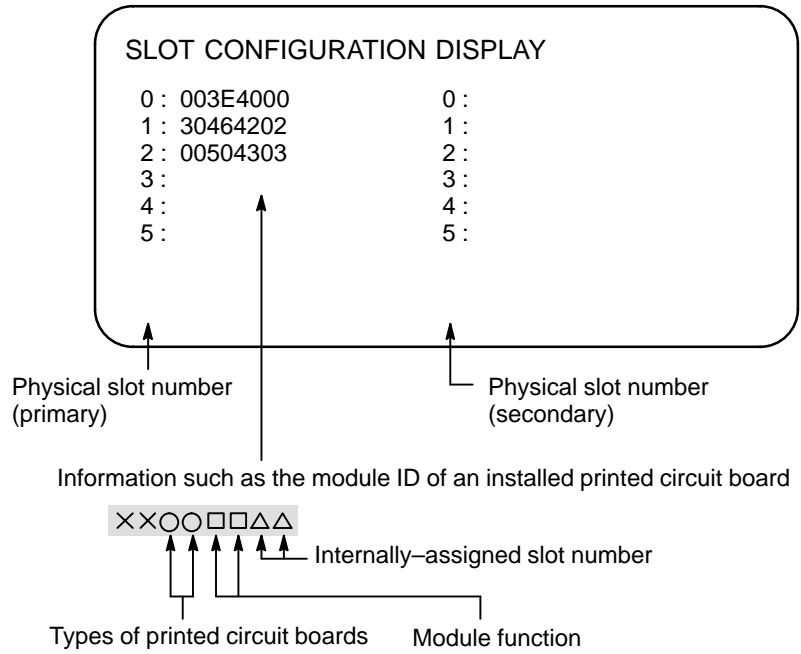 SLOT CONFIGURATION DISPLAY
0 : 003E4000 0 :
1 : 30464202 1 :
2 : 00504303 2 :
3 : 3 :
4 : 4 :
5 : 5 :
Physical slot number
(primary)
Physical slot number
(secondary)
Information such as the module ID of an installed printed circuit board
××○○□□△△
Internally–assigned slot number
Types of printed circuit boards
Module function